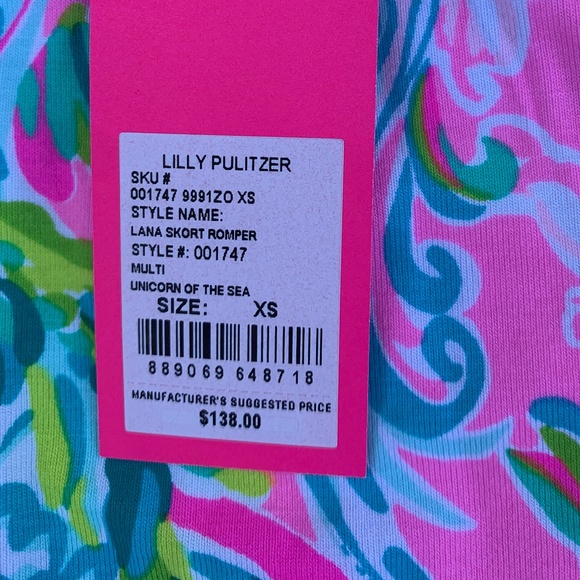 LILLY PULITZER
SKU #
001747 9991ZO XS
STYLE NAME:
LANA SKORT ROMPER
STYLE #: 001747
MULTI
UNICORN OF THE SEA
SIZE: XS
889069 648718
MANUFACTURER'S SUGGESTED PRICE
$138.00